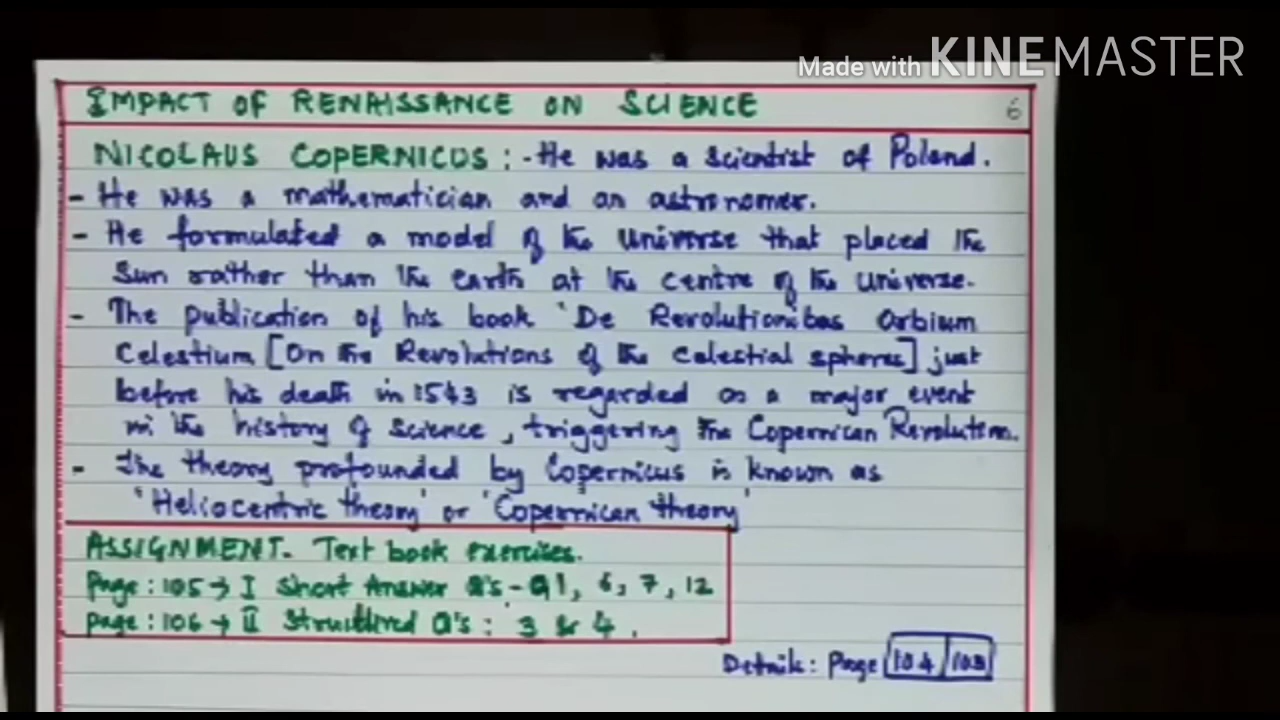 Made with KINEMASTER
IMPACT OF RENAISSANCE ON SCIENCE 6
NICOLAUS COPERNICUS : - He was a scientist of Poland.
- He was a mathematician and an astronomer.
- He formulated a model of the Universe that placed the
Sun rather than the earth at the centre of the Universe.
- The publication of his book 'De Revolutionibas Orbium
Celestium [On the Revolutions of the celestial spheres] just
before his death in 1543 is regarded as a major event
in the history of science, triggering the Copernican Revolution.
- The theory profounded by Copernicus is known as
'Heliocentric theory' or 'Copernican theory'
ASSIGNMENT - Text book exercises.
Page : 105 → I Short Answer Q's - Q1, 6, 7, 12
page : 106 → II Structured Q's : 3 & 4 .
Details : Page 104 103